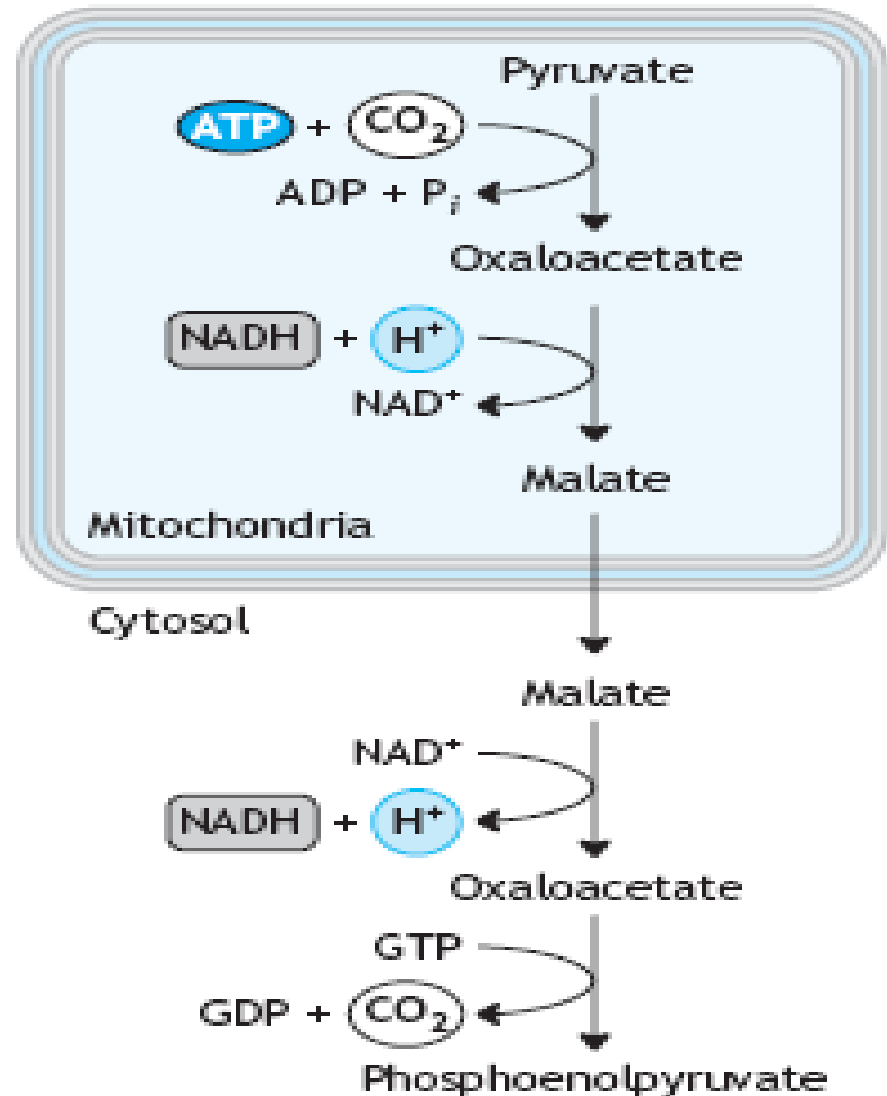 Pyruvate
ATP + CO₂
ADP + Pᵢ
Oxaloacetate
NADH + H⁺
NAD⁺
Malate
Mitochondria
Cytosol
Malate
NAD⁺
NADH + H⁺
Oxaloacetate
GTP
GDP + CO₂
Phosphoenolpyruvate